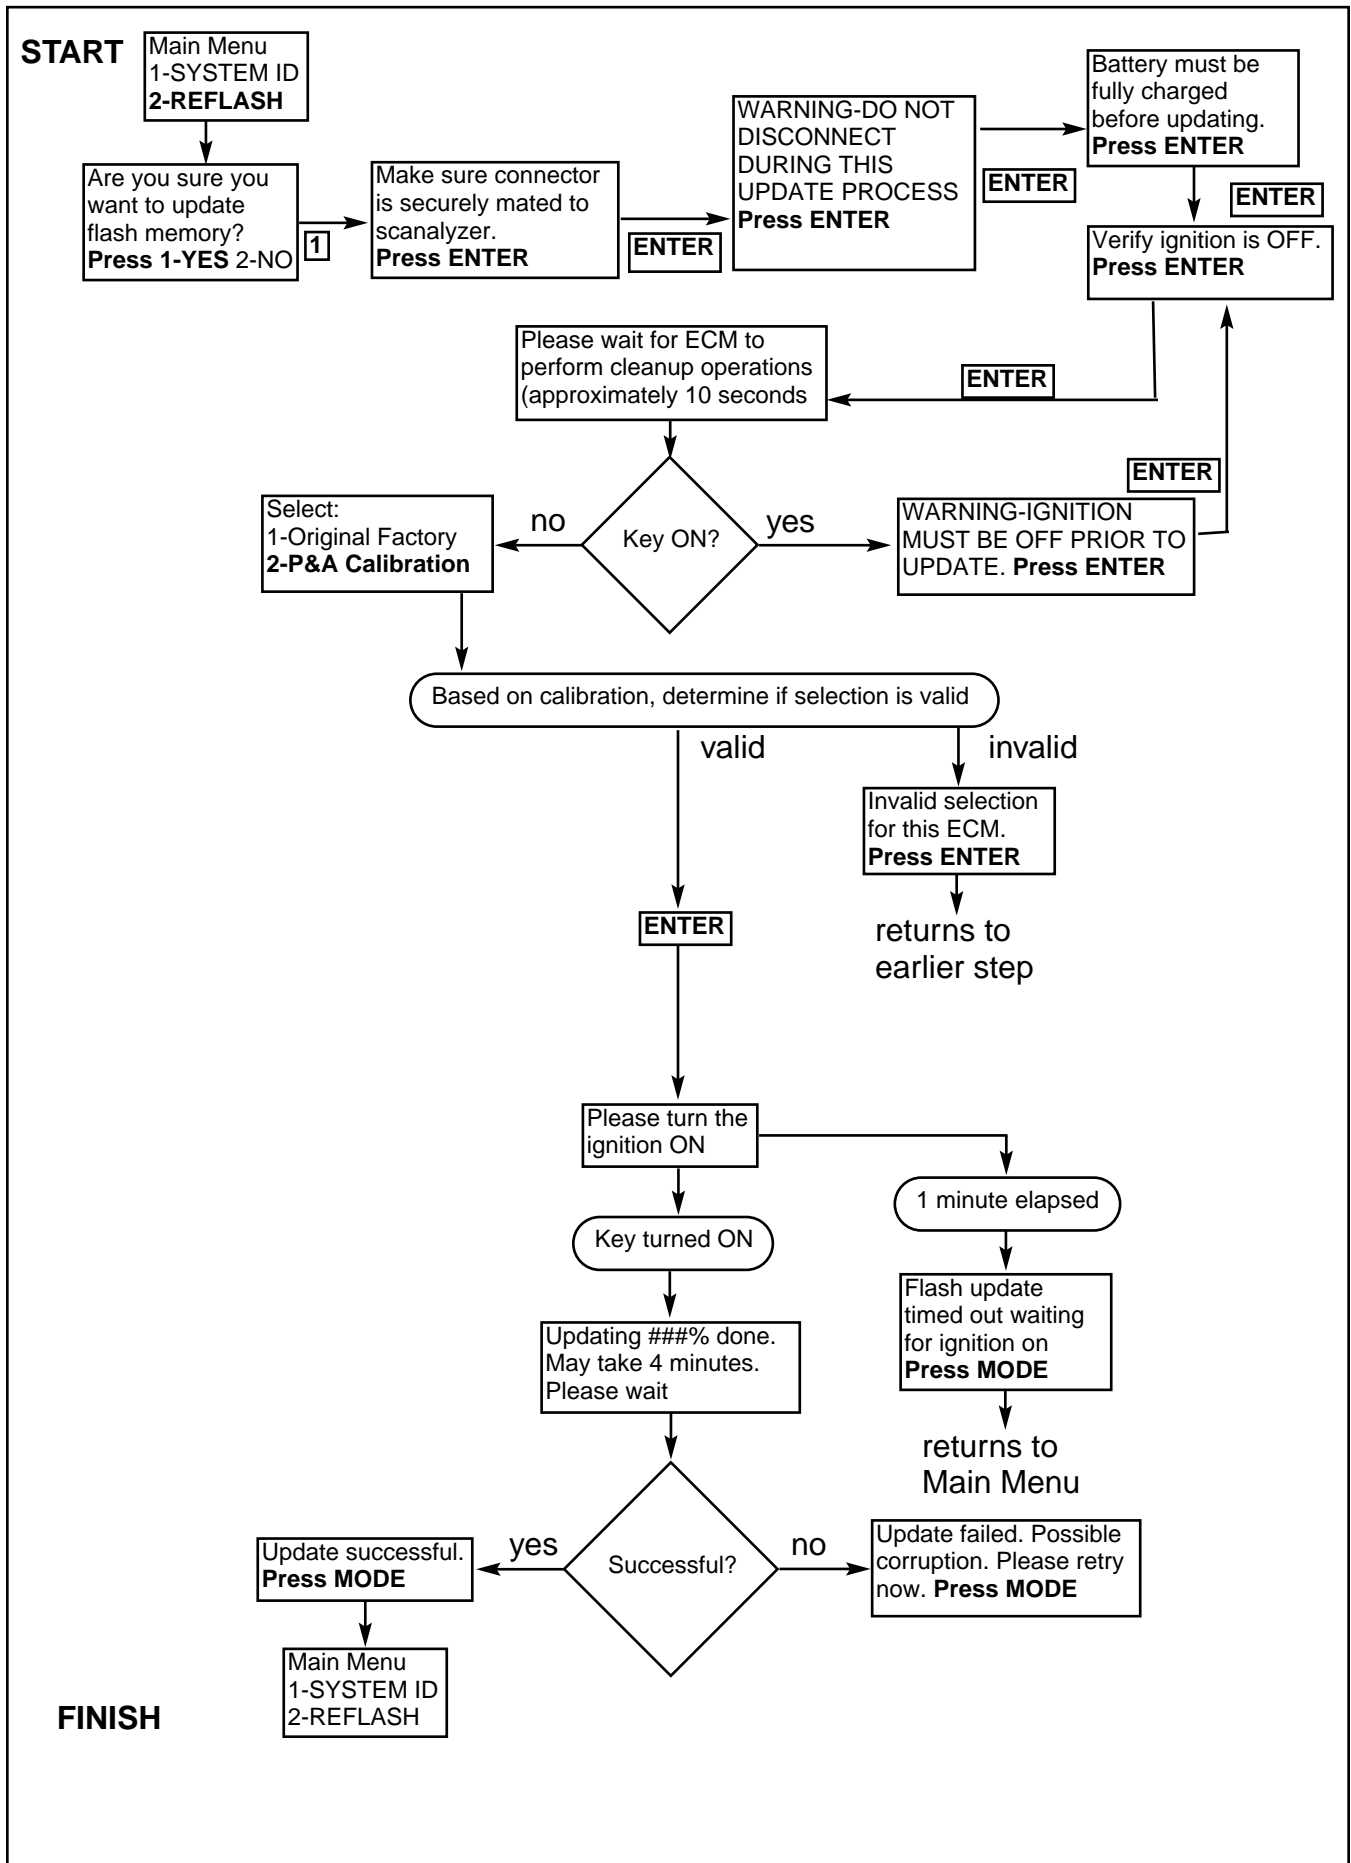 START
Main Menu
1-SYSTEM ID
2-REFLASH
Are you sure you
want to update
flash memory?
Press 1-YES 2-NO
1
Make sure connector
is securely mated to
scanalyzer.
Press ENTER
ENTER
WARNING-DO NOT
DISCONNECT
DURING THIS
UPDATE PROCESS
Press ENTER
ENTER
Battery must be
fully charged
before updating.
Press ENTER
ENTER
Verify ignition is OFF.
Press ENTER
ENTER
Please wait for ECM to
perform cleanup operations
(approximately 10 seconds
Key ON?
yes
WARNING-IGNITION
MUST BE OFF PRIOR TO
UPDATE. Press ENTER
ENTER
no
Select:
1-Original Factory
2-P&A Calibration
Based on calibration, determine if selection is valid
valid
invalid
Invalid selection
for this ECM.
Press ENTER
returns to
earlier step
ENTER
Please turn the
ignition ON
1 minute elapsed
Flash update
timed out waiting
for ignition on
Press MODE
returns to
Main Menu
Key turned ON
Updating ###% done.
May take 4 minutes.
Please wait
Successful?
no
Update failed. Possible
corruption. Please retry
now. Press MODE
yes
Update successful.
Press MODE
Main Menu
1-SYSTEM ID
2-REFLASH
FINISH